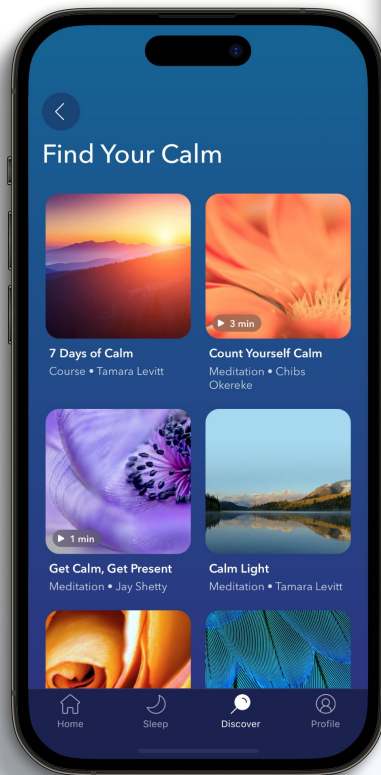 Find Your Calm
7 Days of Calm
Course • Tamara Levitt
3 min
Count Yourself Calm
Meditation • Chibs
Okereke
1 min
Get Calm, Get Present
Meditation • Jay Shetty
Calm Light
Meditation • Tamara Levitt
Home
Sleep
Discover
Profile